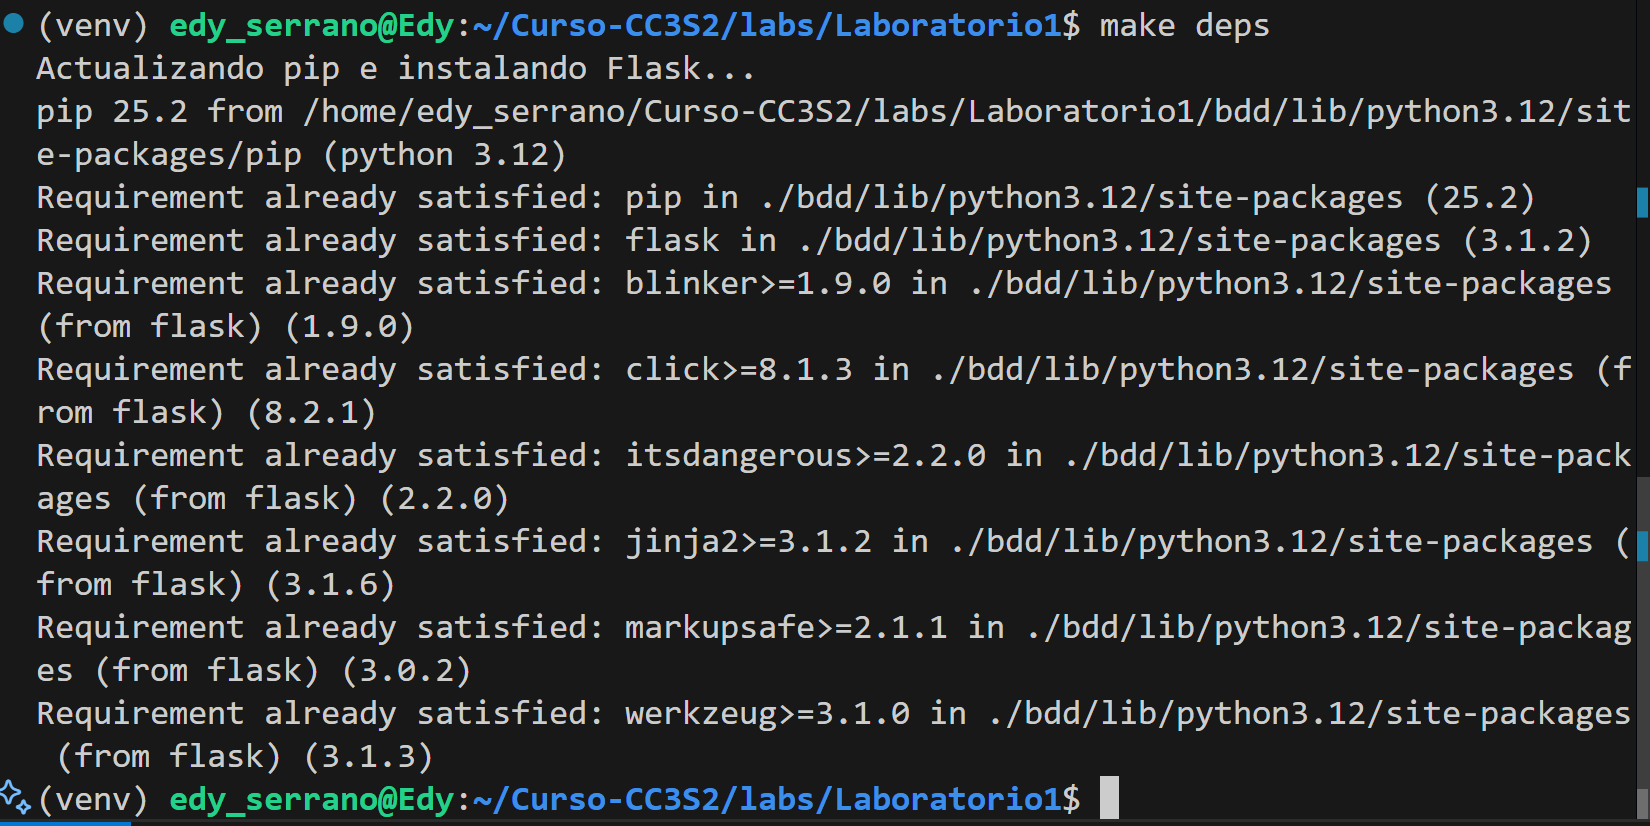 (venv) edy_serrano@Edy:~/Curso-CC3S2/labs/Laboratorio1$ make deps
Actualizando pip e instalando Flask...
pip 25.2 from /home/edy_serrano/Curso-CC3S2/labs/Laboratorio1/bdd/lib/python3.12/sit
e-packages/pip (python 3.12)
Requirement already satisfied: pip in ./bdd/lib/python3.12/site-packages (25.2)
Requirement already satisfied: flask in ./bdd/lib/python3.12/site-packages (3.1.2)
Requirement already satisfied: blinker>=1.9.0 in ./bdd/lib/python3.12/site-packages
(from flask) (1.9.0)
Requirement already satisfied: click>=8.1.3 in ./bdd/lib/python3.12/site-packages (f
rom flask) (8.2.1)
Requirement already satisfied: itsdangerous>=2.2.0 in ./bdd/lib/python3.12/site-pack
ages (from flask) (2.2.0)
Requirement already satisfied: jinja2>=3.1.2 in ./bdd/lib/python3.12/site-packages (
from flask) (3.1.6)
Requirement already satisfied: markupsafe>=2.1.1 in ./bdd/lib/python3.12/site-packag
es (from flask) (3.0.2)
Requirement already satisfied: werkzeug>=3.1.0 in ./bdd/lib/python3.12/site-packages
 (from flask) (3.1.3)
(venv) edy_serrano@Edy:~/Curso-CC3S2/labs/Laboratorio1$